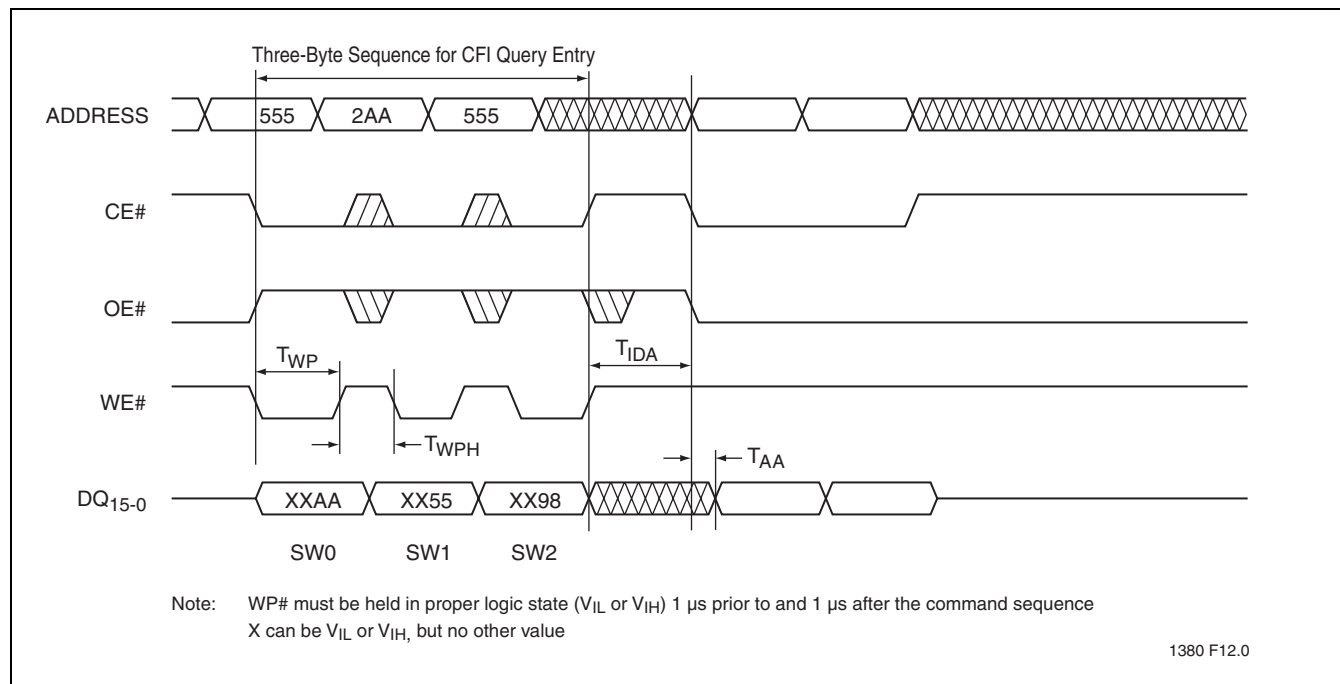 Three-Byte Sequence for CFI Query Entry
ADDRESS 555 2AA 555
CE#
OE#
TWP TIDA
WE#
TWPH
TAA
DQ15-0 XXAA XX55 XX98
SW0 SW1 SW2
Note: WP# must be held in proper logic state (VIL or VIH) 1 µs prior to and 1 µs after the command sequence
X can be VIL or VIH, but no other value
1380 F12.0